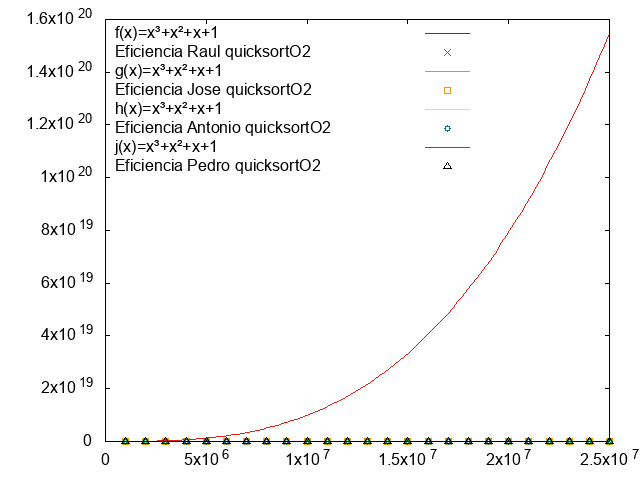 1.6x10 20
1.4x10 20
1.2x10 20
1x10 20
8x10 19
6x10 19
4x10 19
2x10 19
0
f(x)=x³+x²+x+1
Eficiencia Raul quicksortO2
g(x)=x³+x²+x+1
Eficiencia Jose quicksortO2
h(x)=x³+x²+x+1
Eficiencia Antonio quicksortO2
j(x)=x³+x²+x+1
Eficiencia Pedro quicksortO2
0 5x10 6 1x10 7 1.5x10 7 2x10 7 2.5x10 7